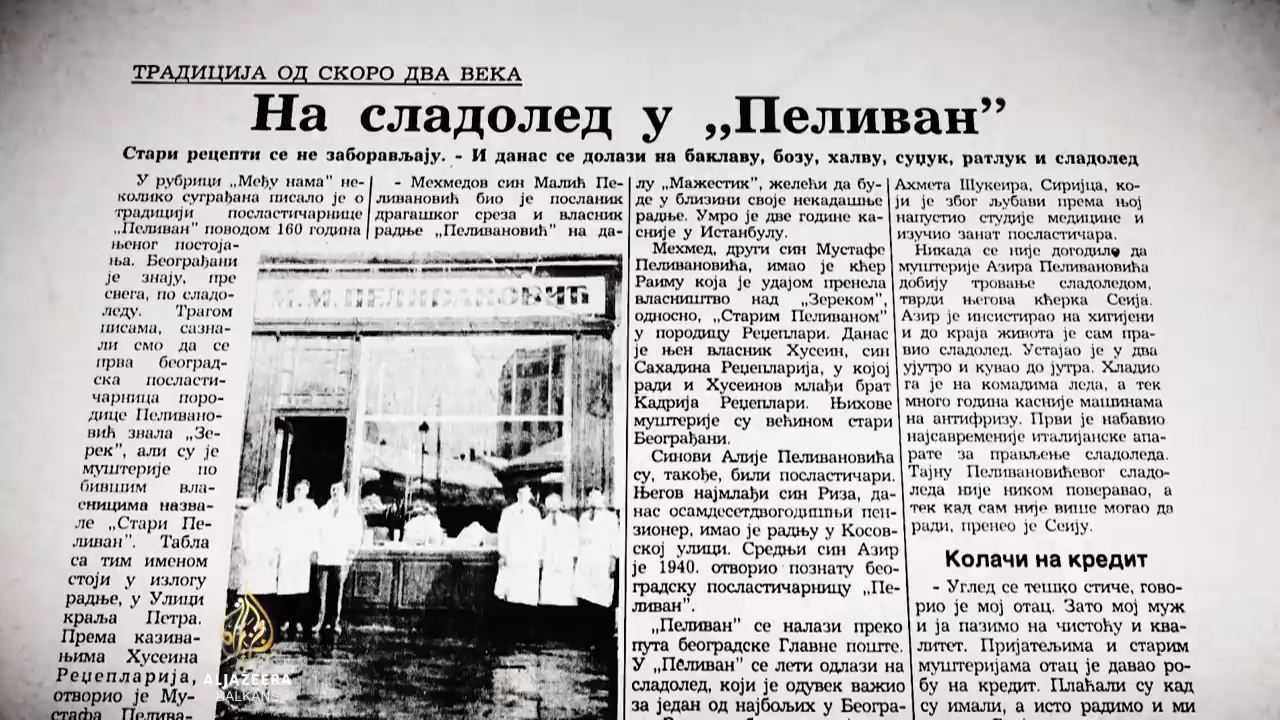 ТРАДИЦИЈА ОД СКОРО ДВА ВЕКА
На сладолед у „Пеливан”
Стари рецепти се не заборављају. - И данас се долази на баклаву, бозу, халву, суџук, ратлук и сладолед
У рубрици „Међу нама” не-
колико суграђана писало је о
традицији посластичарнице
„Пеливан” поводом 160 година
њеног постоја-
ња. Београђани
је знају, пре
свега, по сладо-
леду. Трагом
писама, сазна-
ли смо да се
прва београд-
ска посласти-
чарница поро-
дице Пеливано-
вић звала „Зе-
рек”, али су је
муштерије по
бившим вла-
сницима назва-
ле „Стари Пе-
ливан”. Табла
са тим именом
стоји у излогу
радње, у Улици
краља Петра.
Према казива-
њима Хусеина
Реџепларија,
отворио је Му-
стафа Пелива-
- Мехмедов син Малић Пе-
ливановић био је посланик
драгашког среза и власник
радње „Пеливановић” на да-
М.М.ПЕЛИВАНОВИЋ
ALJAZEERA
BALKANS
лу „Мажестик”, желећи да бу-
де у близини своје некадашње
радње. Умро је две године ка-
сније у Истанбулу.
Мехмед, други син Мустафе
Пеливановића, имао је кћер
Раиму која је удајом пренела
власништво над „Зереком”,
односно, „Старим Пеливаном”
у породицу Реџеплари. Данас
је њен власник Хусеин, син
Сахадина Реџепларија, у којој
ради и Хусеинов млађи брат
Кадрија Реџеплари. Њихове
муштерије су већином стари
Београђани.
Синови Алије Пеливановића
су, такође, били посластичари.
Његов најмлађи син Риза, да-
нас осамдесетдвогодишњи пен-
зионер, имао је радњу у Косов-
ској улици. Средњи син Азир
је 1940. отворио познату бео-
градску посластичарницу „Пе-
ливан”.
„Пеливан” се налази преко
пута београдске Главне поште.
У „Пеливан” се лети одлази на
сладолед, који је одувек важио
за један од најбољих у Београ-
Ахмета Шукеира, Сиријца, ко-
ји је због љубави према њој
напустио студије медицине и
изучио занат посластичара.
Никада се није догодило да
муштерије Азира Пеливановића
добију тровање сладоледом,
тврди његова кћерка Сеија.
Азир је инсистирао на хигијени
и до краја живота је сам пра-
вио сладолед. Устајао је у два
ујутро и кувао до јутра. Хладио
га је на комадима леда, а тек
много година касније машинама
на антифризу. Први је набавио
најсавременије италијанске апа-
рате за прављење сладоледа.
Тајну Пеливановићевог сладо-
леда није ником поверавао, а
тек кад сам није више могао да
ради, пренео је Сеију.
Колачи на кредит
- Углед се тешко стиче, гово-
рио је мој отац. Зато мој муж
и ја пазимо на чистоћу и ква-
литет. Пријатељима и старим
муштеријама отац је давао ро-
бу на кредит. Плаћали су кад
су имали, а исто радимо и ми